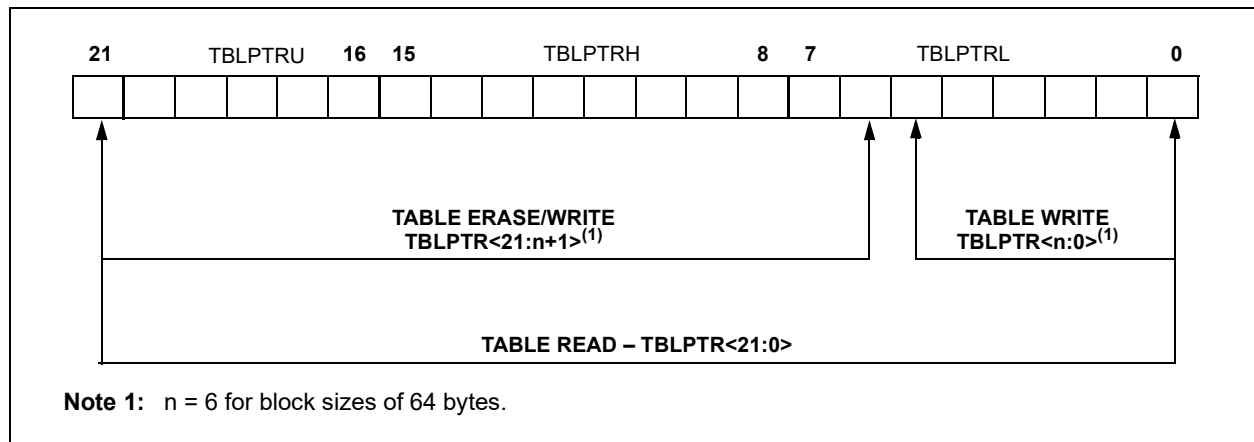 21 TBLPTRU 16 15 TBLPTRH 8 7 TBLPTRL 0
TABLE ERASE/WRITE
TBLPTR<21:n+1>(1)
TABLE WRITE
TBLPTR<n:0>(1)
TABLE READ – TBLPTR<21:0>
Note 1: n = 6 for block sizes of 64 bytes.